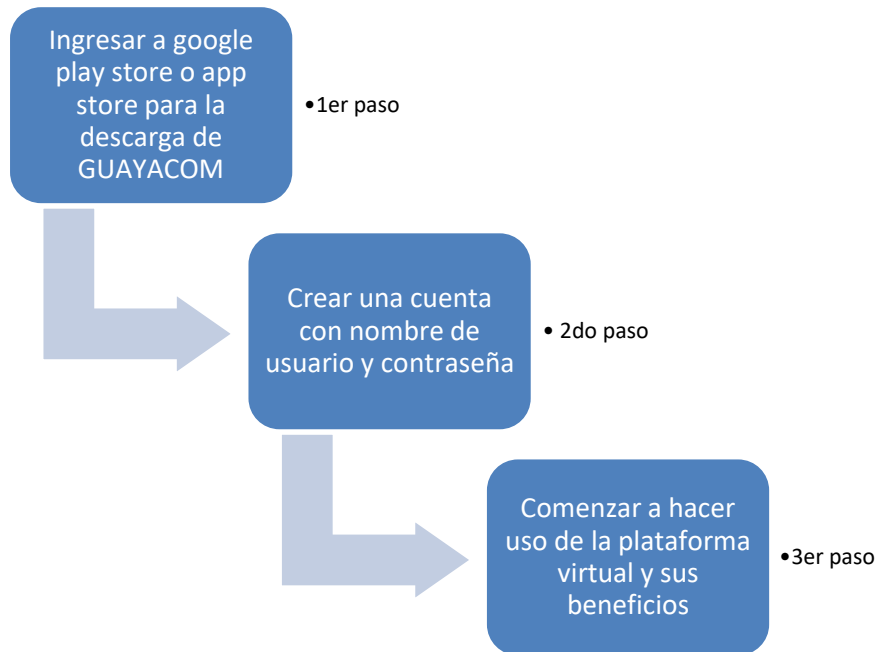 Ingresar a google
play store o app
store para la
descarga de
GUAYACOM
•1er paso
Crear una cuenta
con nombre de
usuario y contraseña
• 2do paso
Comenzar a hacer
uso de la plataforma
virtual y sus
beneficios
•3er paso